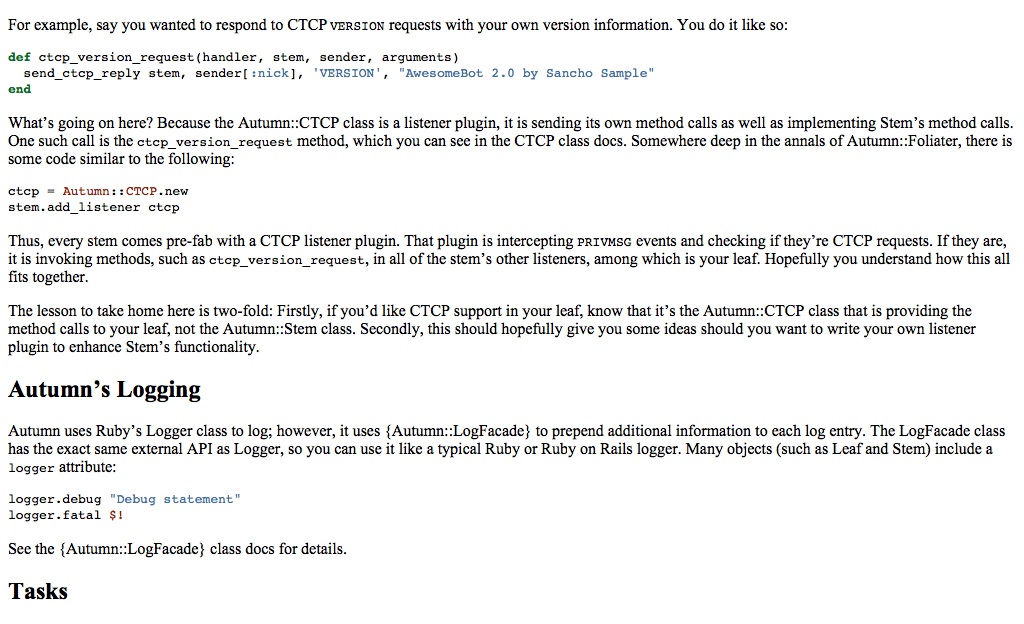 For example, say you wanted to respond to CTCP VERSION requests with your own version information. You do it like so:
def ctcp_version_request(handler, stem, sender, arguments)
  send_ctcp_reply stem, sender[:nick], 'VERSION', "AwesomeBot 2.0 by Sancho Sample"
end
What’s going on here? Because the Autumn::CTCP class is a listener plugin, it is sending its own method calls as well as implementing Stem’s method calls.
One such call is the ctcp_version_request method, which you can see in the CTCP class docs. Somewhere deep in the annals of Autumn::Foliater, there is
some code similar to the following:
ctcp = Autumn::CTCP.new
stem.add_listener ctcp
Thus, every stem comes pre-fab with a CTCP listener plugin. That plugin is intercepting PRIVMSG events and checking if they’re CTCP requests. If they are,
it is invoking methods, such as ctcp_version_request, in all of the stem’s other listeners, among which is your leaf. Hopefully you understand how this all
fits together.
The lesson to take home here is two-fold: Firstly, if you’d like CTCP support in your leaf, know that it’s the Autumn::CTCP class that is providing the
method calls to your leaf, not the Autumn::Stem class. Secondly, this should hopefully give you some ideas should you want to write your own listener
plugin to enhance Stem’s functionality.
Autumn’s Logging
Autumn uses Ruby’s Logger class to log; however, it uses {Autumn::LogFacade} to prepend additional information to each log entry. The LogFacade class
has the exact same external API as Logger, so you can use it like a typical Ruby or Ruby on Rails logger. Many objects (such as Leaf and Stem) include a
logger attribute:
logger.debug "Debug statement"
logger.fatal $!
See the {Autumn::LogFacade} class docs for details.
Tasks